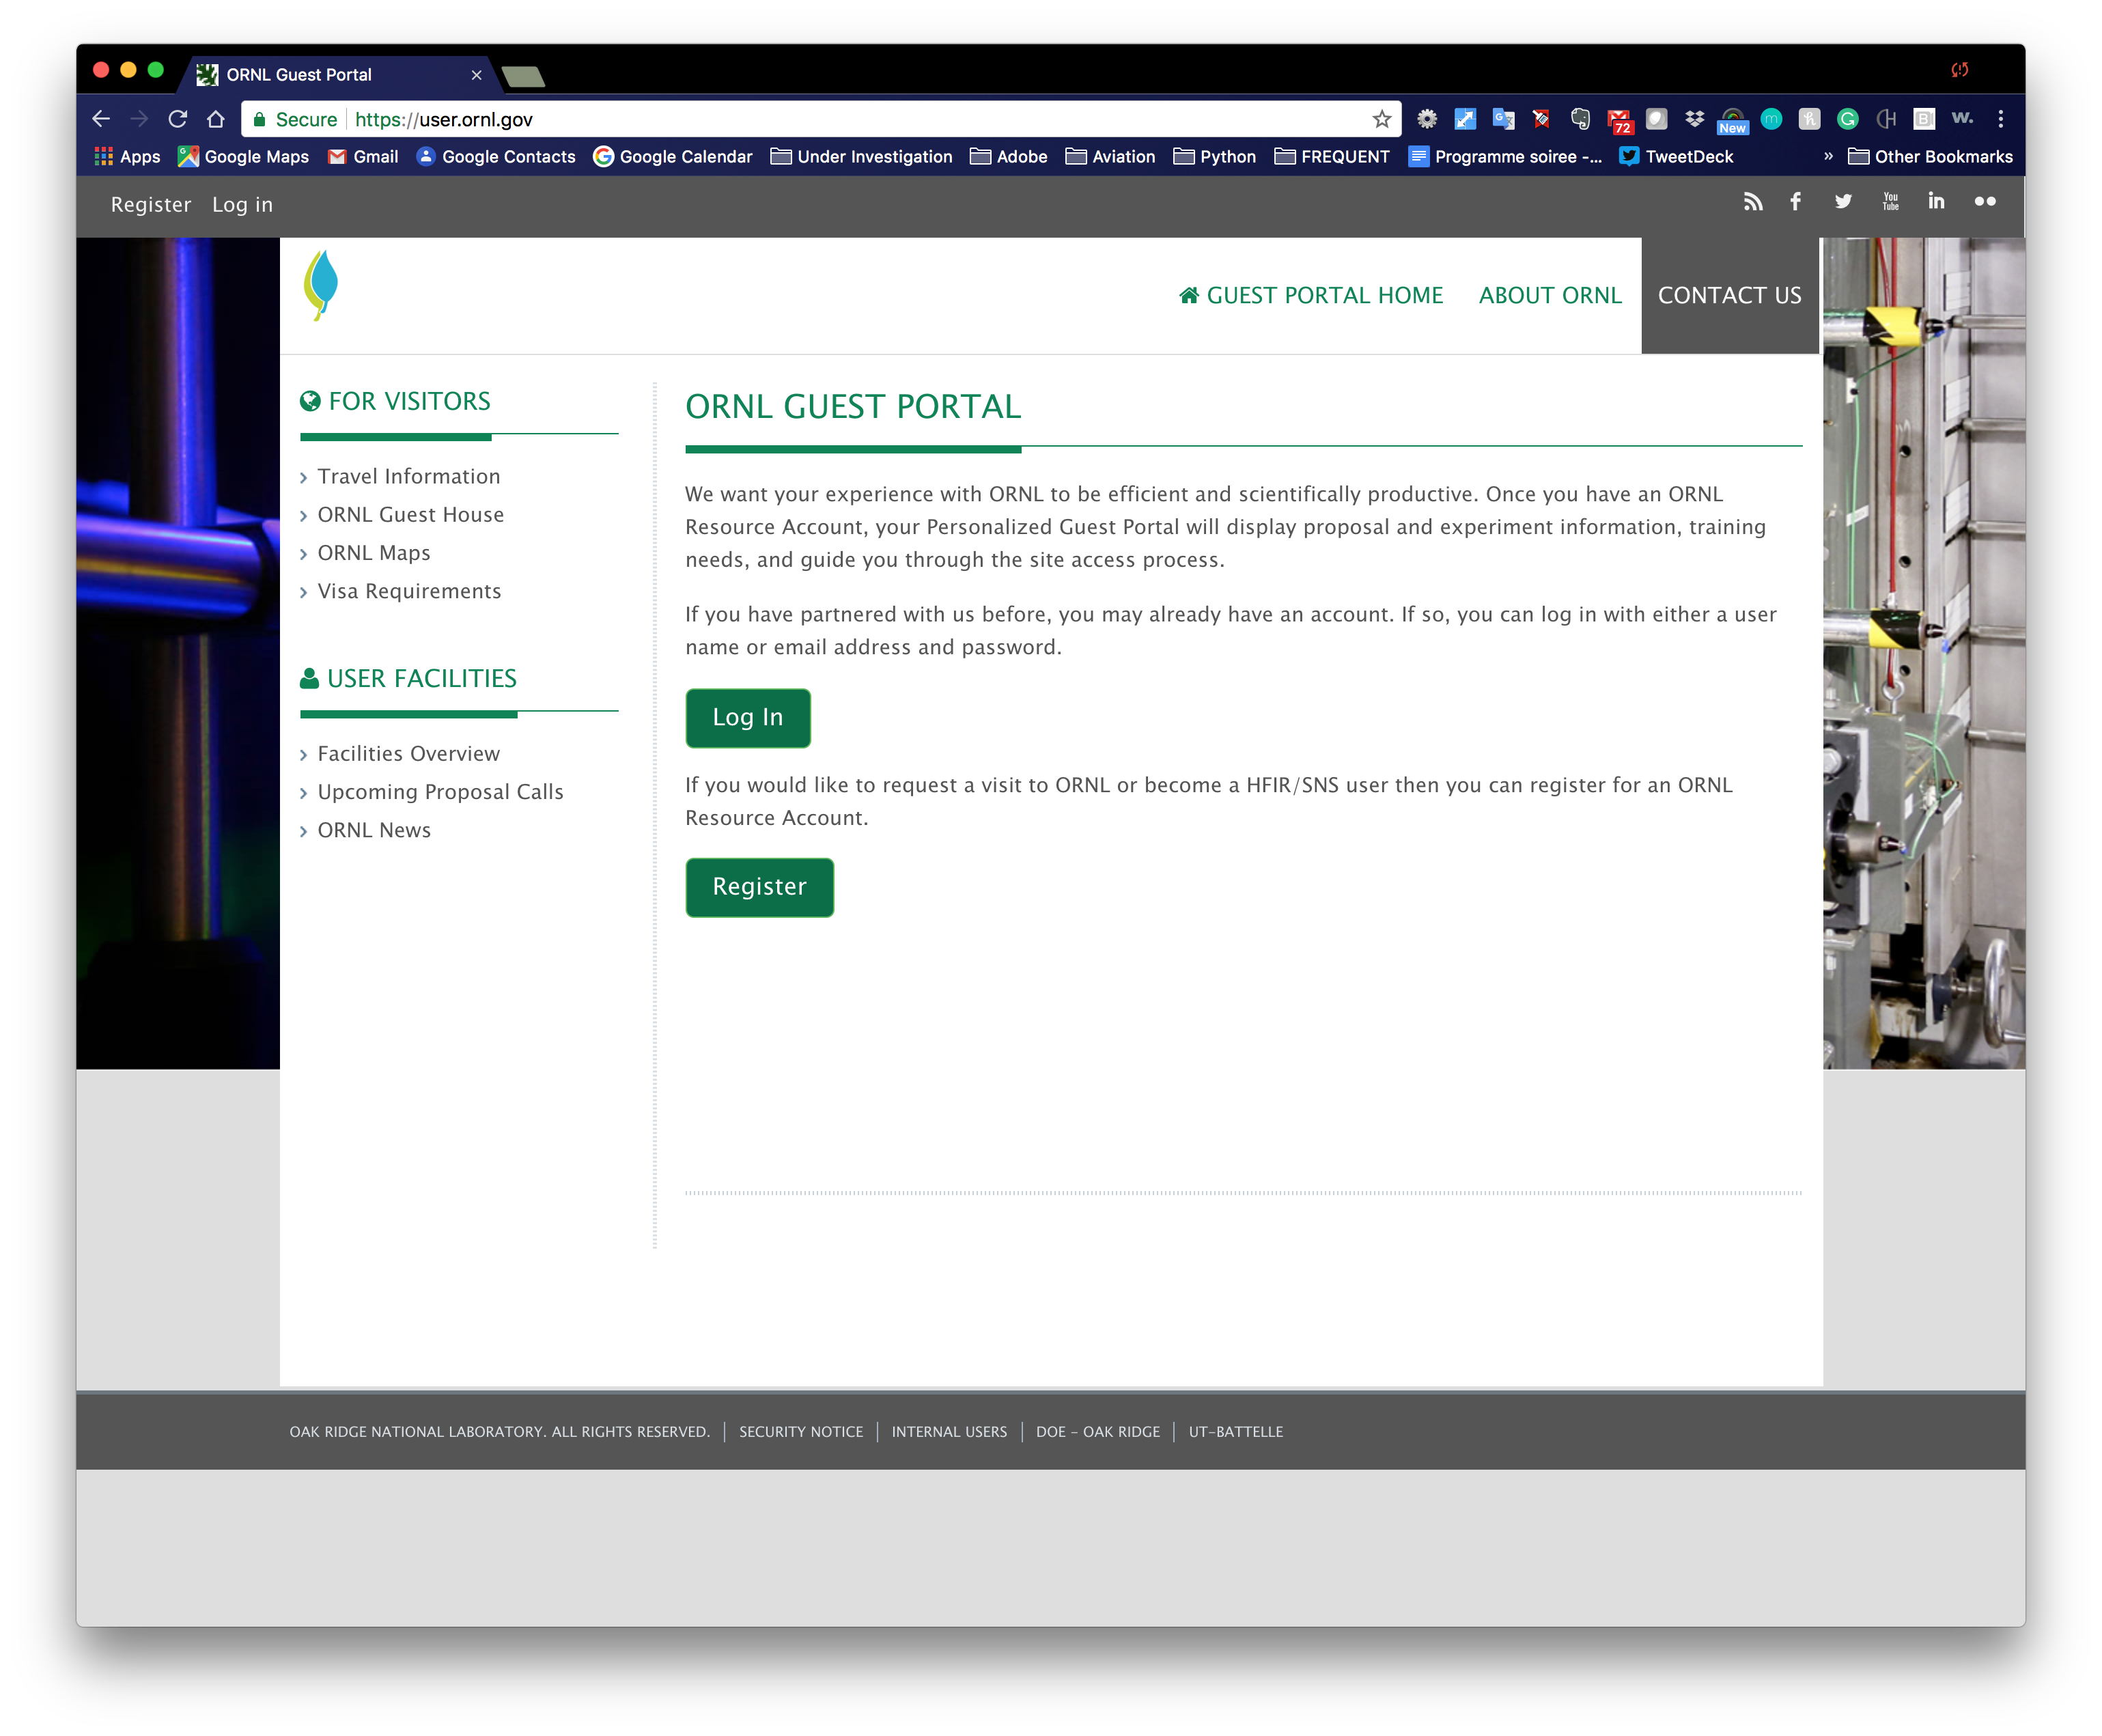 ORNL Guest Portal
Secure https://user.ornl.gov
72
New
Apps Google Maps Gmail Google Contacts Google Calendar Under Investigation Adobe Aviation Python FREQUENT Programme soiree -... TweetDeck » Other Bookmarks
Register Log in
You Tube
in
GUEST PORTAL HOME ABOUT ORNL CONTACT US
FOR VISITORS
Travel Information
ORNL Guest House
ORNL Maps
Visa Requirements
USER FACILITIES
Facilities Overview
Upcoming Proposal Calls
ORNL News
ORNL GUEST PORTAL
We want your experience with ORNL to be efficient and scientifically productive. Once you have an ORNL
Resource Account, your Personalized Guest Portal will display proposal and experiment information, training
needs, and guide you through the site access process.
If you have partnered with us before, you may already have an account. If so, you can log in with either a user
name or email address and password.
Log In
If you would like to request a visit to ORNL or become a HFIR/SNS user then you can register for an ORNL
Resource Account.
Register
OAK RIDGE NATIONAL LABORATORY. ALL RIGHTS RESERVED. SECURITY NOTICE INTERNAL USERS DOE - OAK RIDGE UT-BATTELLE